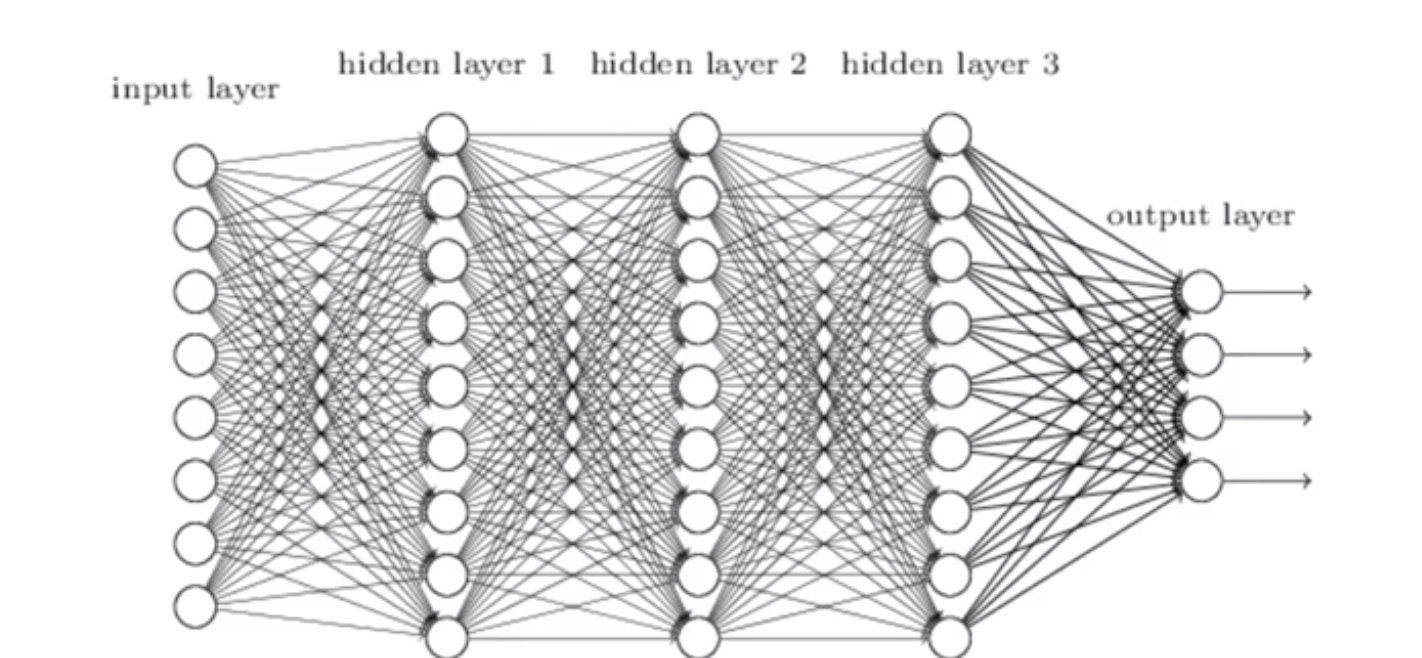 input layer
hidden layer 1
hidden layer 2
hidden layer 3
output layer